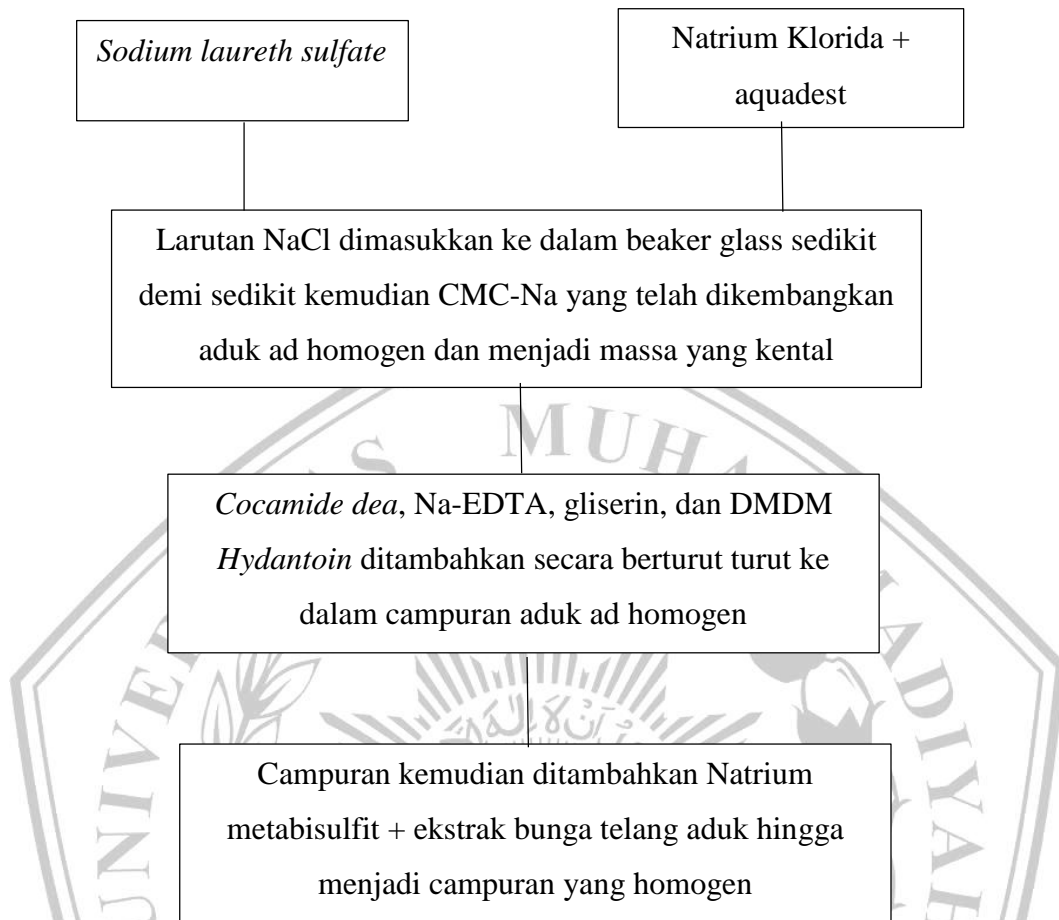 Sodium laureth sulfate
Natrium Klorida +
aquadest
Larutan NaCl dimasukkan ke dalam beaker glass sedikit
demi sedikit kemudian CMC-Na yang telah dikembangkan
aduk ad homogen dan menjadi massa yang kental
MUHA
Cocamide dea, Na-EDTA, gliserin, dan DMDM
Hydantoin ditambahkan secara berturut turut ke
dalam campuran aduk ad homogen
Campuran kemudian ditambahkan Natrium
metabisulfit + ekstrak bunga telang aduk hingga
menjadi campuran yang homogen